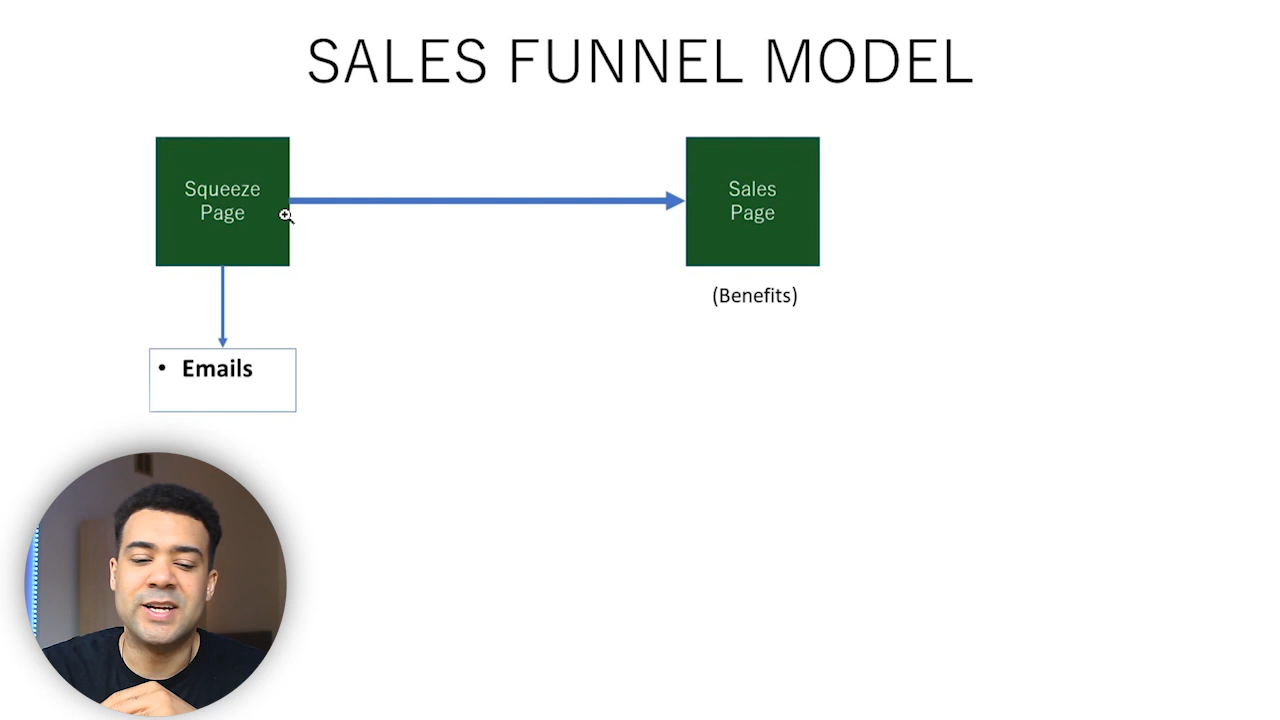 SALES FUNNEL MODEL
Squeeze
Page
Sales
Page
(Benefits)
• Emails